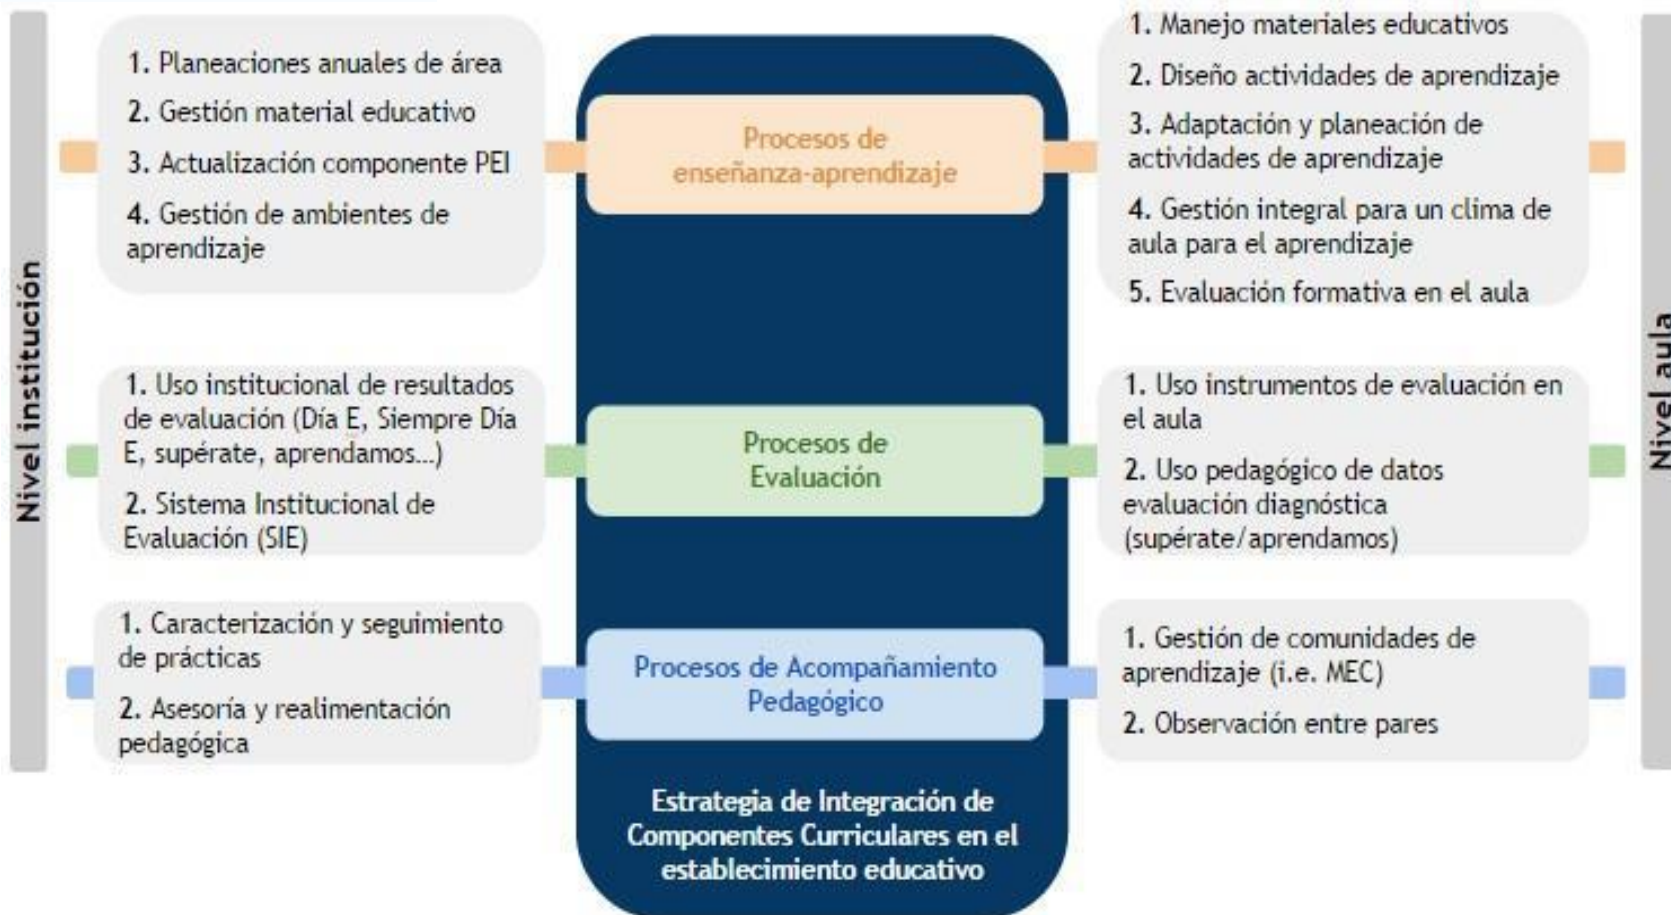 Nivel institución
1. Planeaciones anuales de área
2. Gestión material educativo
3. Actualización componente PEI
4. Gestión de ambientes de
aprendizaje
Procesos de
enseñanza-aprendizaje
1. Manejo materiales educativos
2. Diseño actividades de aprendizaje
3. Adaptación y planeación de
actividades de aprendizaje
4. Gestión integral para un clima de
aula para el aprendizaje
5. Evaluación formativa en el aula
1. Uso institucional de resultados
de evaluación (Día E, Siempre Día
E, supérate, aprendamos...)
2. Sistema Institucional de
Evaluación (SIE)
Procesos de
Evaluación
1. Uso instrumentos de evaluación en
el aula
2. Uso pedagógico de datos
evaluación diagnóstica
(supérate/aprendamos)
1. Caracterización y seguimiento
de prácticas
2. Asesoría y realimentación
pedagógica
Procesos de Acompañamiento
Pedagógico
1. Gestión de comunidades de
aprendizaje (i.e. MEC)
2. Observación entre pares
Nivel aula
Estrategia de Integración de
Componentes Curriculares en el
establecimiento educativo